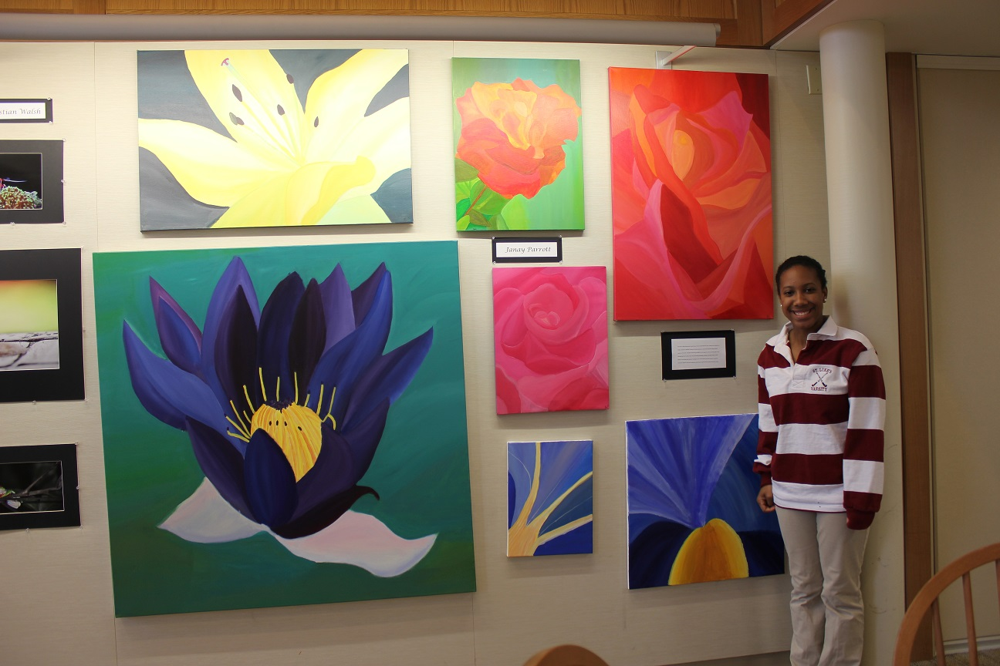 stian Walsh
Janay Parrott
ST. LUKE'S
VARSITY